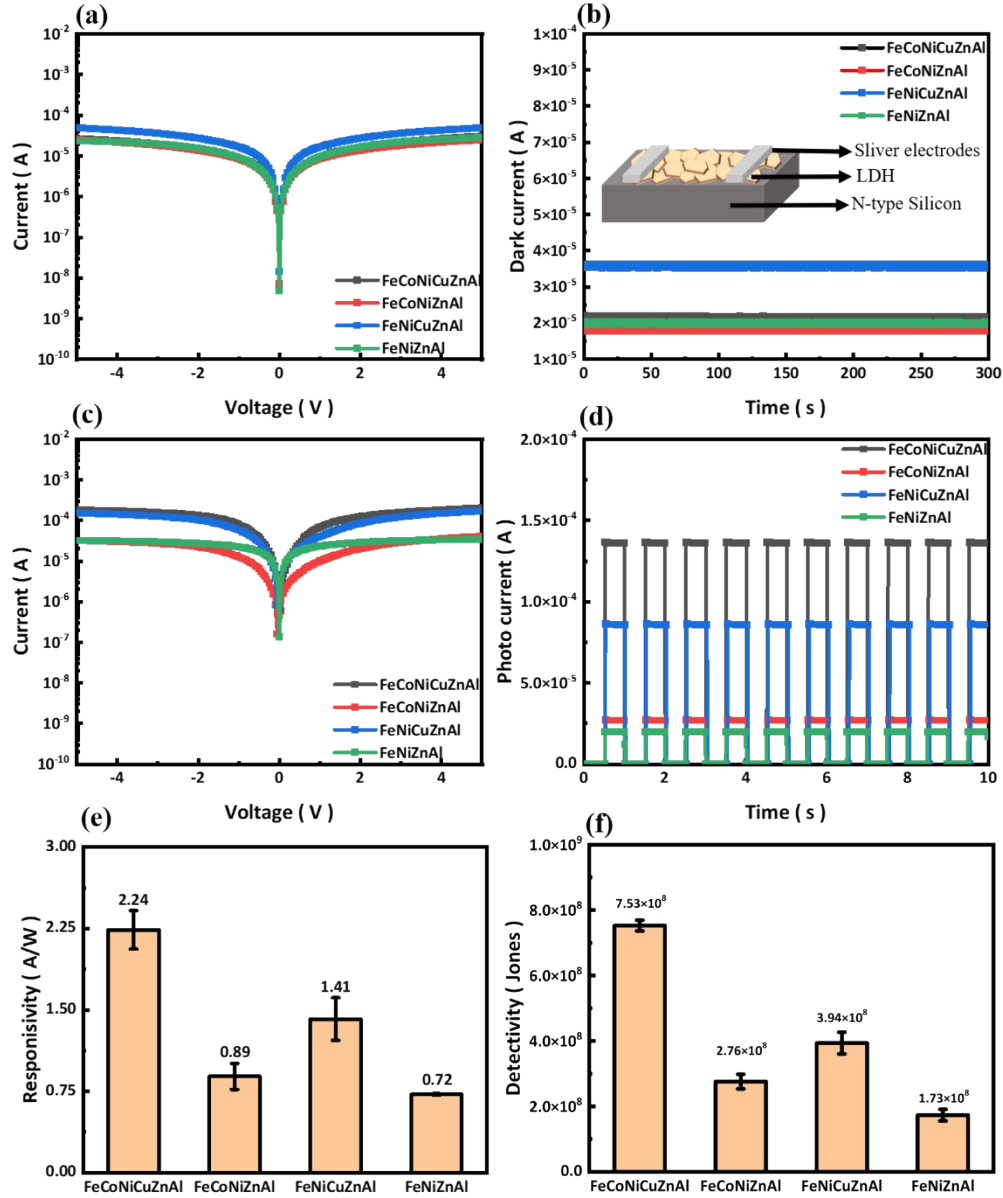 (a)
10⁻²
10⁻³
10⁻⁴
10⁻⁵
10⁻⁶
10⁻⁷
10⁻⁸
10⁻⁹
10⁻¹⁰
Current ( A )
FeCoNiCuZnAl
FeCoNiZnAl
FeNiCuZnAl
FeNiZnAl
-4 -2 0 2 4
Voltage ( V )
(b)
1×10⁻⁴
9×10⁻⁵
8×10⁻⁵
7×10⁻⁵
6×10⁻⁵
5×10⁻⁵
4×10⁻⁵
3×10⁻⁵
2×10⁻⁵
1×10⁻⁵
Dark current ( A )
FeCoNiCuZnAl
FeCoNiZnAl
FeNiCuZnAl
FeNiZnAl
Sliver electrodes
LDH
N-type Silicon
0 50 100 150 200 250 300
Time ( s )
(c)
10⁻²
10⁻³
10⁻⁴
10⁻⁵
10⁻⁶
10⁻⁷
10⁻⁸
10⁻⁹
10⁻¹⁰
Current ( A )
FeCoNiCuZnAl
FeCoNiZnAl
FeNiCuZnAl
FeNiZnAl
-4 -2 0 2 4
Voltage ( V )
(d)
2.0×10⁻⁴
1.5×10⁻⁴
1.0×10⁻⁴
5.0×10⁻⁵
0.0
Photo current ( A )
FeCoNiCuZnAl
FeCoNiZnAl
FeNiCuZnAl
FeNiZnAl
0 2 4 6 8 10
Time ( s )
(e)
3.00
2.25
1.50
0.75
0.00
Responisivity ( A/W )
2.24
0.89
1.41
0.72
FeCoNiCuZnAl FeCoNiZnAl FeNiCuZnAl FeNiZnAl
(f)
1.0×10⁹
8.0×10⁸
6.0×10⁸
4.0×10⁸
2.0×10⁸
0.0
Detectivity ( Jones )
7.53×10⁸
2.76×10⁸
3.94×10⁸
1.73×10⁸
FeCoNiCuZnAl FeCoNiZnAl FeNiCuZnAl FeNiZnAl